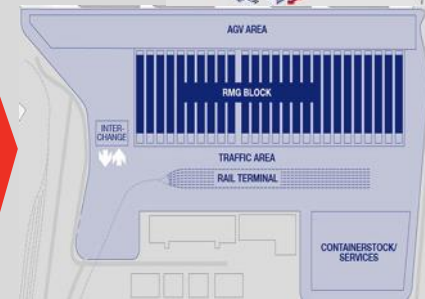 AGV AREA
RMG BLOCK
INTER-
CHANGE
TRAFFIC AREA
RAIL TERMINAL
CONTAINERSTOCK/
SERVICES